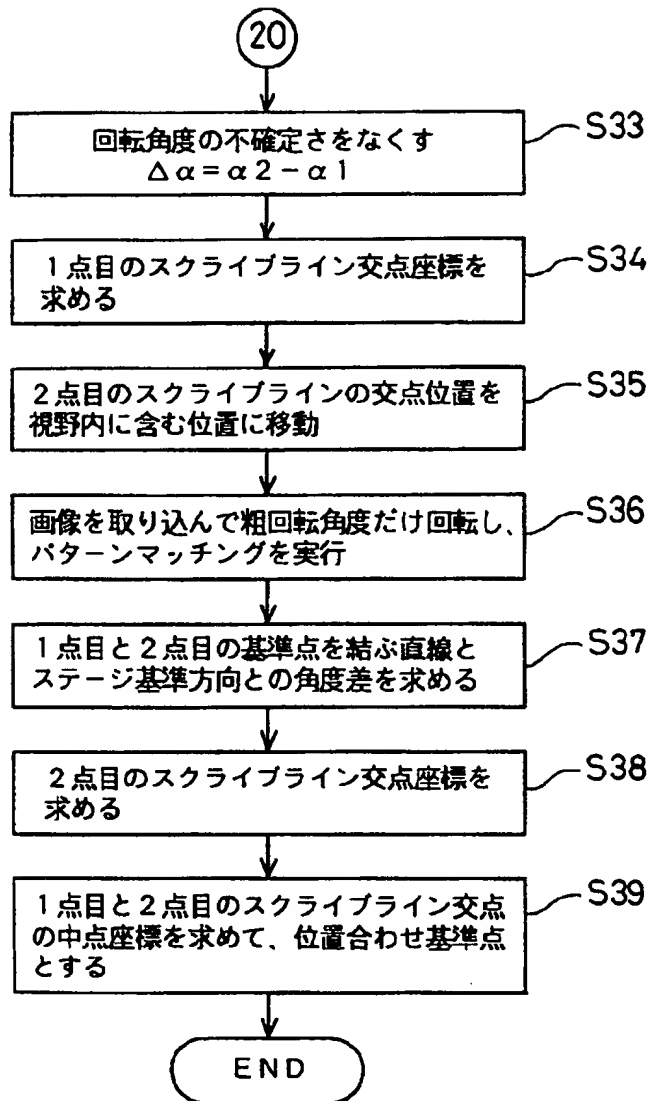 20
回転角度の不確定さをなくす
△α=α2−α1
S33
1点目のスクライブライン交点座標を
求める
S34
2点目のスクライブラインの交点位置を
視野内に含む位置に移動
S35
画像を取り込んで粗回転角度だけ回転し、
パターンマッチングを実行
S36
1点目と2点目の基準点を結ぶ直線と
ステージ基準方向との角度差を求める
S37
2点目のスクライブライン交点座標を
求める
S38
1点目と2点目のスクライブライン交点
の中点座標を求めて、位置合わせ基準点
とする
S39
END